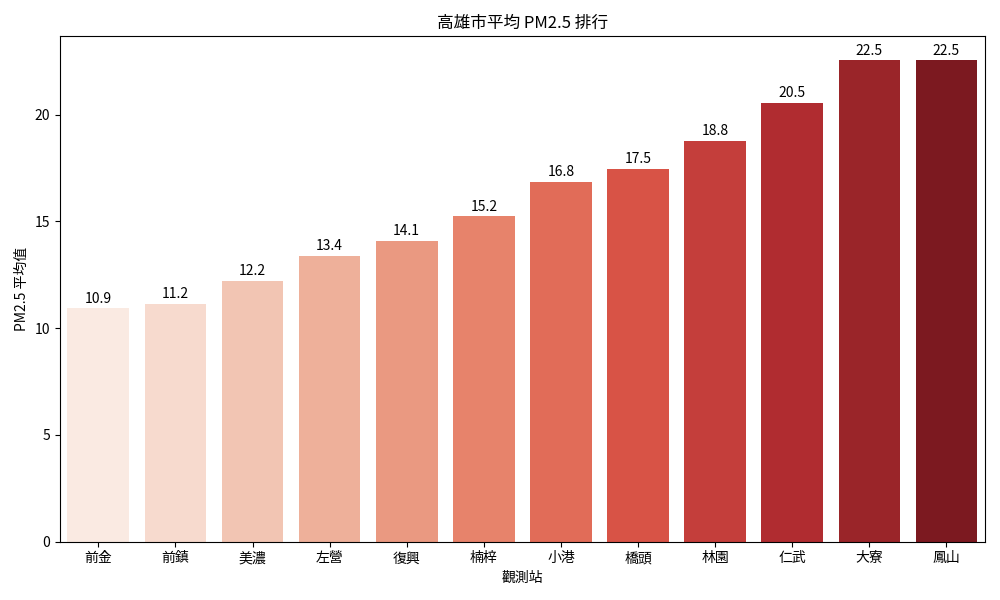 高雄市平均 PM2.5 排行
PM2.5 平均值
20
15
10
5
0
10.9
11.2
12.2
13.4
14.1
15.2
16.8
17.5
18.8
20.5
22.5
22.5
前金
前鎮
美濃
左營
復興
楠梓
小港
橋頭
林園
仁武
大寮
鳳山
觀測站